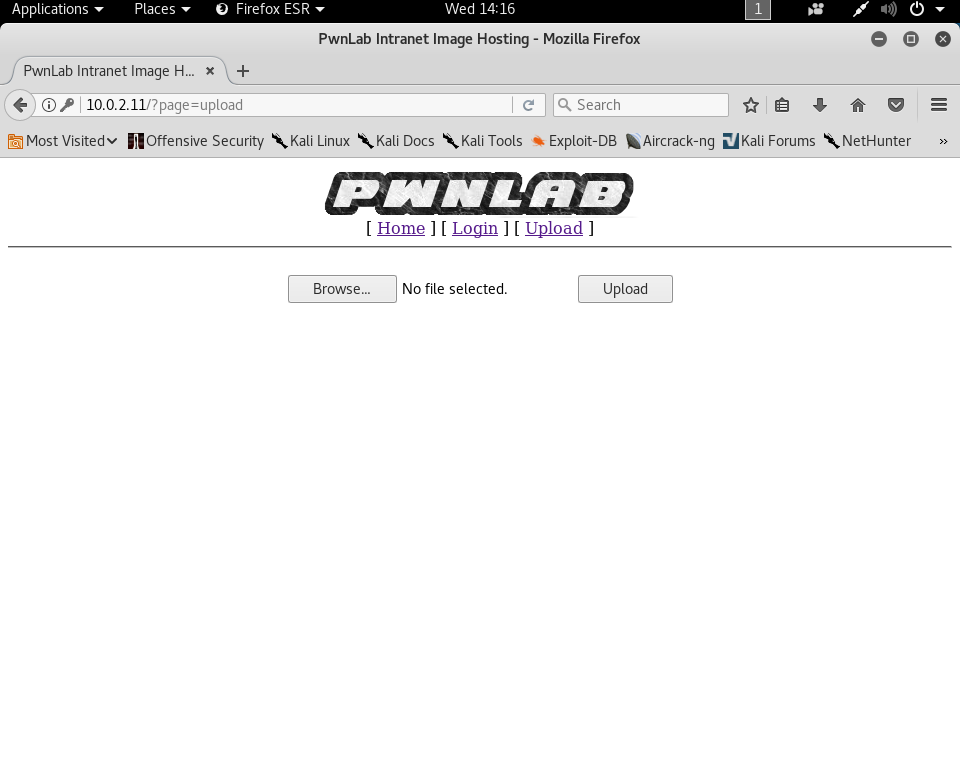 Applications Places Firefox ESR Wed 14:16 1
PwnLab Intranet Image Hosting - Mozilla Firefox
PwnLab Intranet Image H...
10.0.2.11/?page=upload Search
Most Visited Offensive Security Kali Linux Kali Docs Kali Tools Exploit-DB Aircrack-ng Kali Forums NetHunter »
PWNLAB
[ Home ] [ Login ] [ Upload ]
Browse... No file selected. Upload